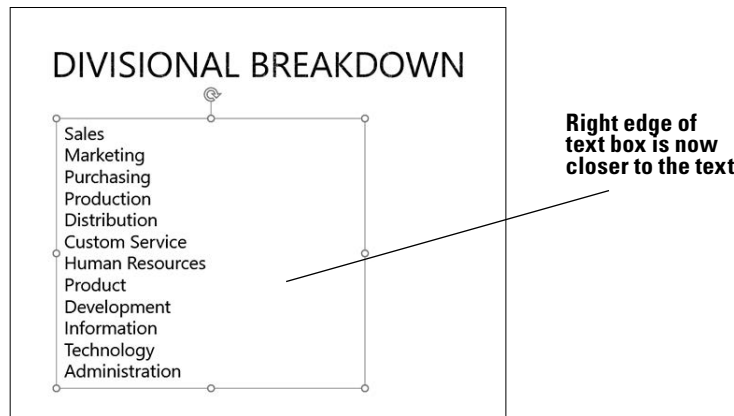 DIVISIONAL BREAKDOWN
Sales
Marketing
Purchasing
Production
Distribution
Custom Service
Human Resources
Product
Development
Information
Technology
Administration
Right edge of
text box is now
closer to the text